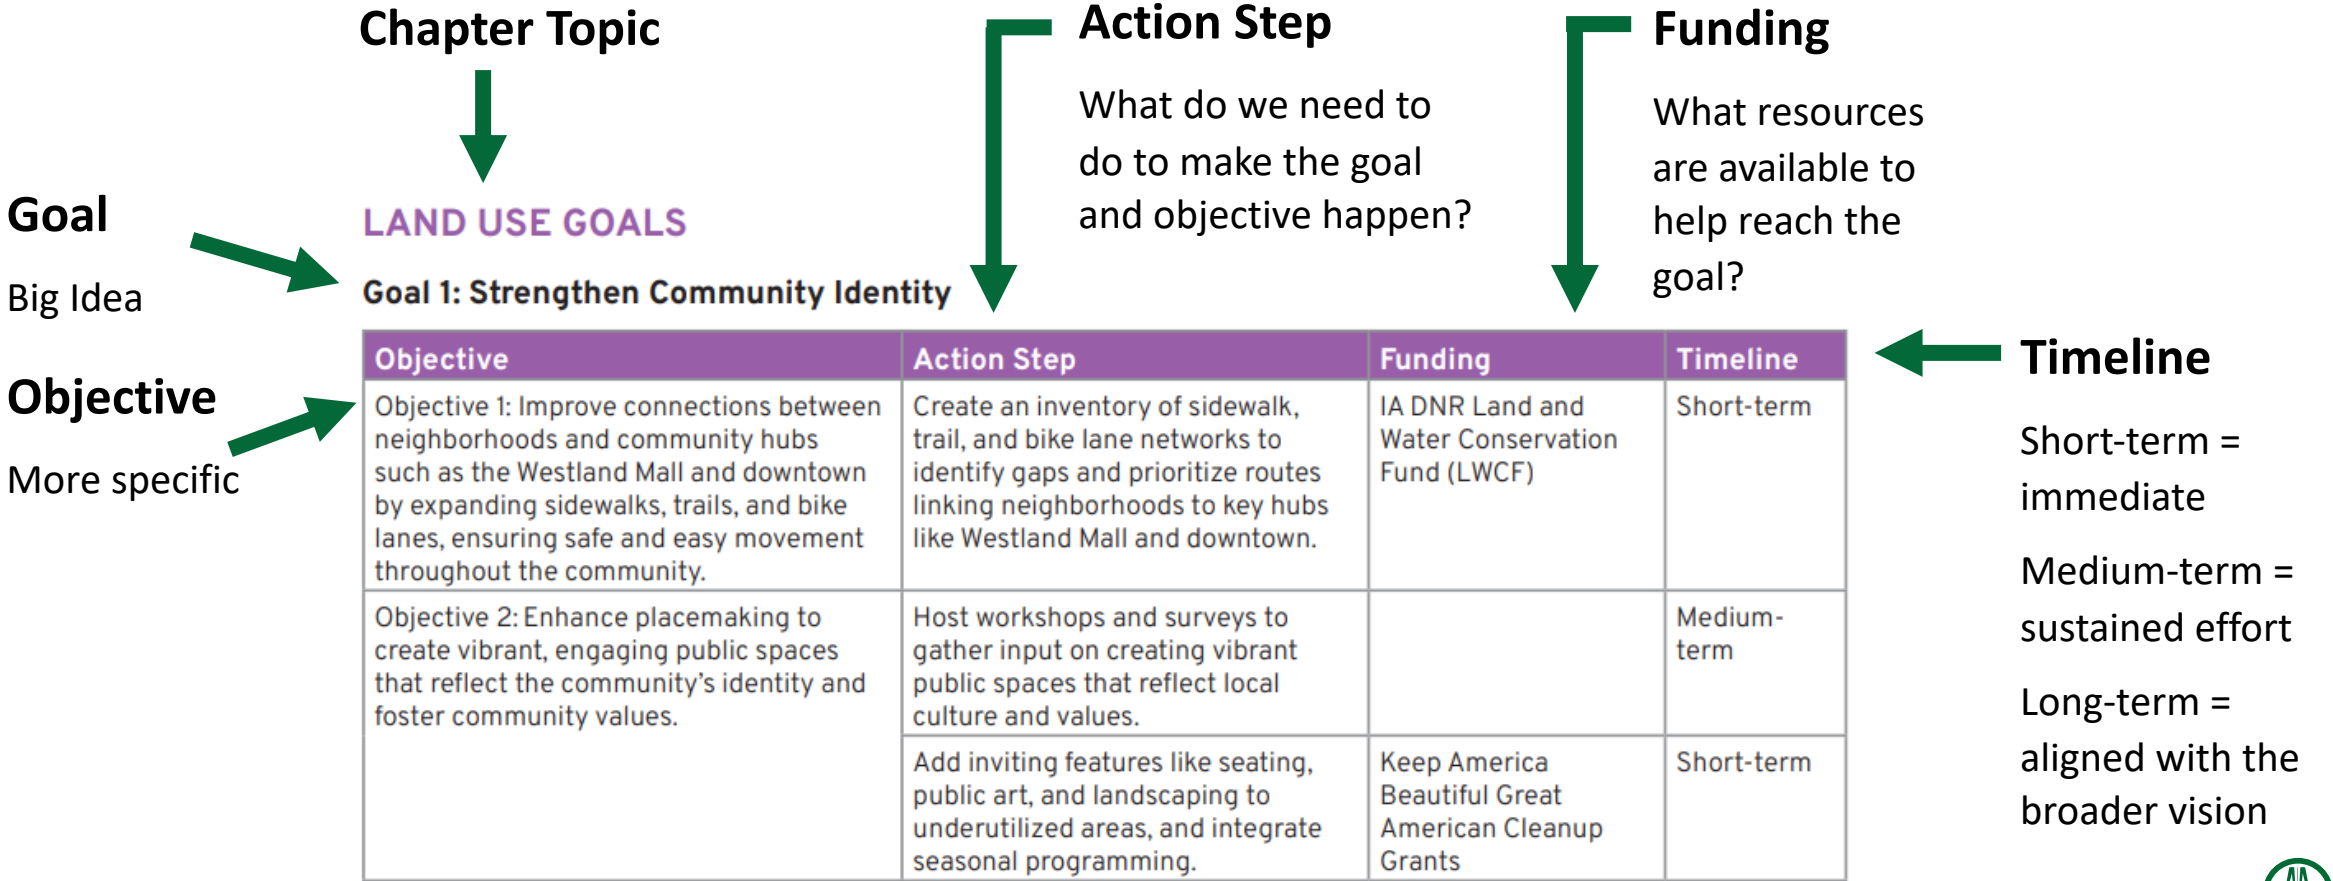 Chapter Topic
Action Step
What do we need to
do to make the goal
and objective happen?
Funding
What resources
are available to
help reach the
goal?
Goal
Big Idea
Objective
More specific
LAND USE GOALS
Goal 1: Strengthen Community Identity
Objective
Action Step
Funding
Timeline
Objective 1: Improve connections between
neighborhoods and community hubs
such as the Westland Mall and downtown
by expanding sidewalks, trails, and bike
lanes, ensuring safe and easy movement
throughout the community.
Create an inventory of sidewalk,
trail, and bike lane networks to
identify gaps and prioritize routes
linking neighborhoods to key hubs
like Westland Mall and downtown.
IA DNR Land and
Water Conservation
Fund (LWCF)
Short-term
Objective 2: Enhance placemaking to
create vibrant, engaging public spaces
that reflect the community’s identity and
foster community values.
Host workshops and surveys to
gather input on creating vibrant
public spaces that reflect local
culture and values.
Medium-
term
Add inviting features like seating,
public art, and landscaping to
underutilized areas, and integrate
seasonal programming.
Keep America
Beautiful Great
American Cleanup
Grants
Short-term
Timeline
Short-term =
immediate
Medium-term =
sustained effort
Long-term =
aligned with the
broader vision